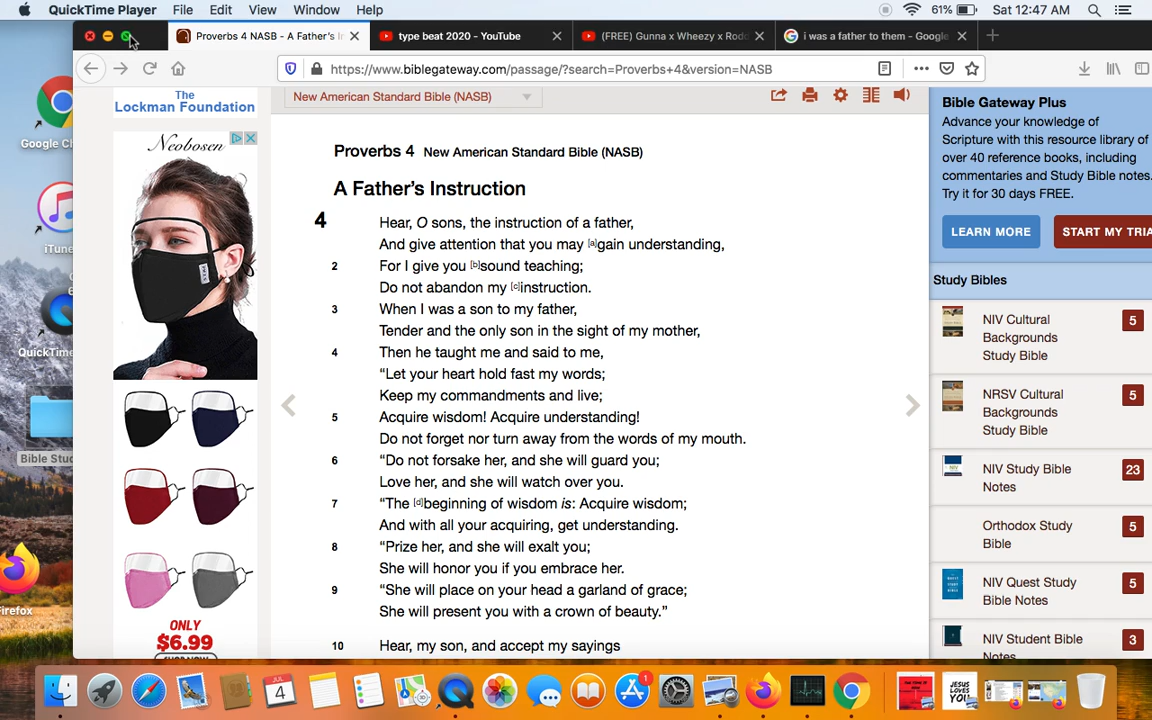 QuickTime Player File Edit View Window Help 61% Sat 12:47 AM
Proverbs 4 NASB - A Father's I
type beat 2020 - YouTube
(FREE) Gunna x Wheezy x Rod
i was a father to them - Google
https://www.biblegateway.com/passage/?search=Proverbs+4&version=NASB
Google Ch
iTune
QuickTime
Bible Stud
Firefox
The
Lockman Foundation
Neobosen
ONLY
$6.99
New American Standard Bible (NASB)
Proverbs 4 New American Standard Bible (NASB)
A Father's Instruction
4 Hear, O sons, the instruction of a father,
And give attention that you may [a]gain understanding,
2 For I give you [b]sound teaching;
Do not abandon my [c]instruction.
3 When I was a son to my father,
Tender and the only son in the sight of my mother,
4 Then he taught me and said to me,
“Let your heart hold fast my words;
Keep my commandments and live;
5 Acquire wisdom! Acquire understanding!
Do not forget nor turn away from the words of my mouth.
6 “Do not forsake her, and she will guard you;
Love her, and she will watch over you.
7 “The [d]beginning of wisdom is: Acquire wisdom;
And with all your acquiring, get understanding.
8 “Prize her, and she will exalt you;
She will honor you if you embrace her.
9 “She will place on your head a garland of grace;
She will present you with a crown of beauty.”
10 Hear, my son, and accept my sayings
Bible Gateway Plus
Advance your knowledge of
Scripture with this resource library of
over 40 reference books, including
commentaries and Study Bible notes.
Try it for 30 days FREE.
LEARN MORE
START MY TRIA
Study Bibles
NIV Cultural
Backgrounds
Study Bible
5
NRSV Cultural
Backgrounds
Study Bible
5
NIV Study Bible
Notes
23
Orthodox Study
Bible
5
NIV Quest Study
Bible Notes
5
NIV Student Bible
Notes
3
JUL
4
1
JESUS
LOVES
YOU